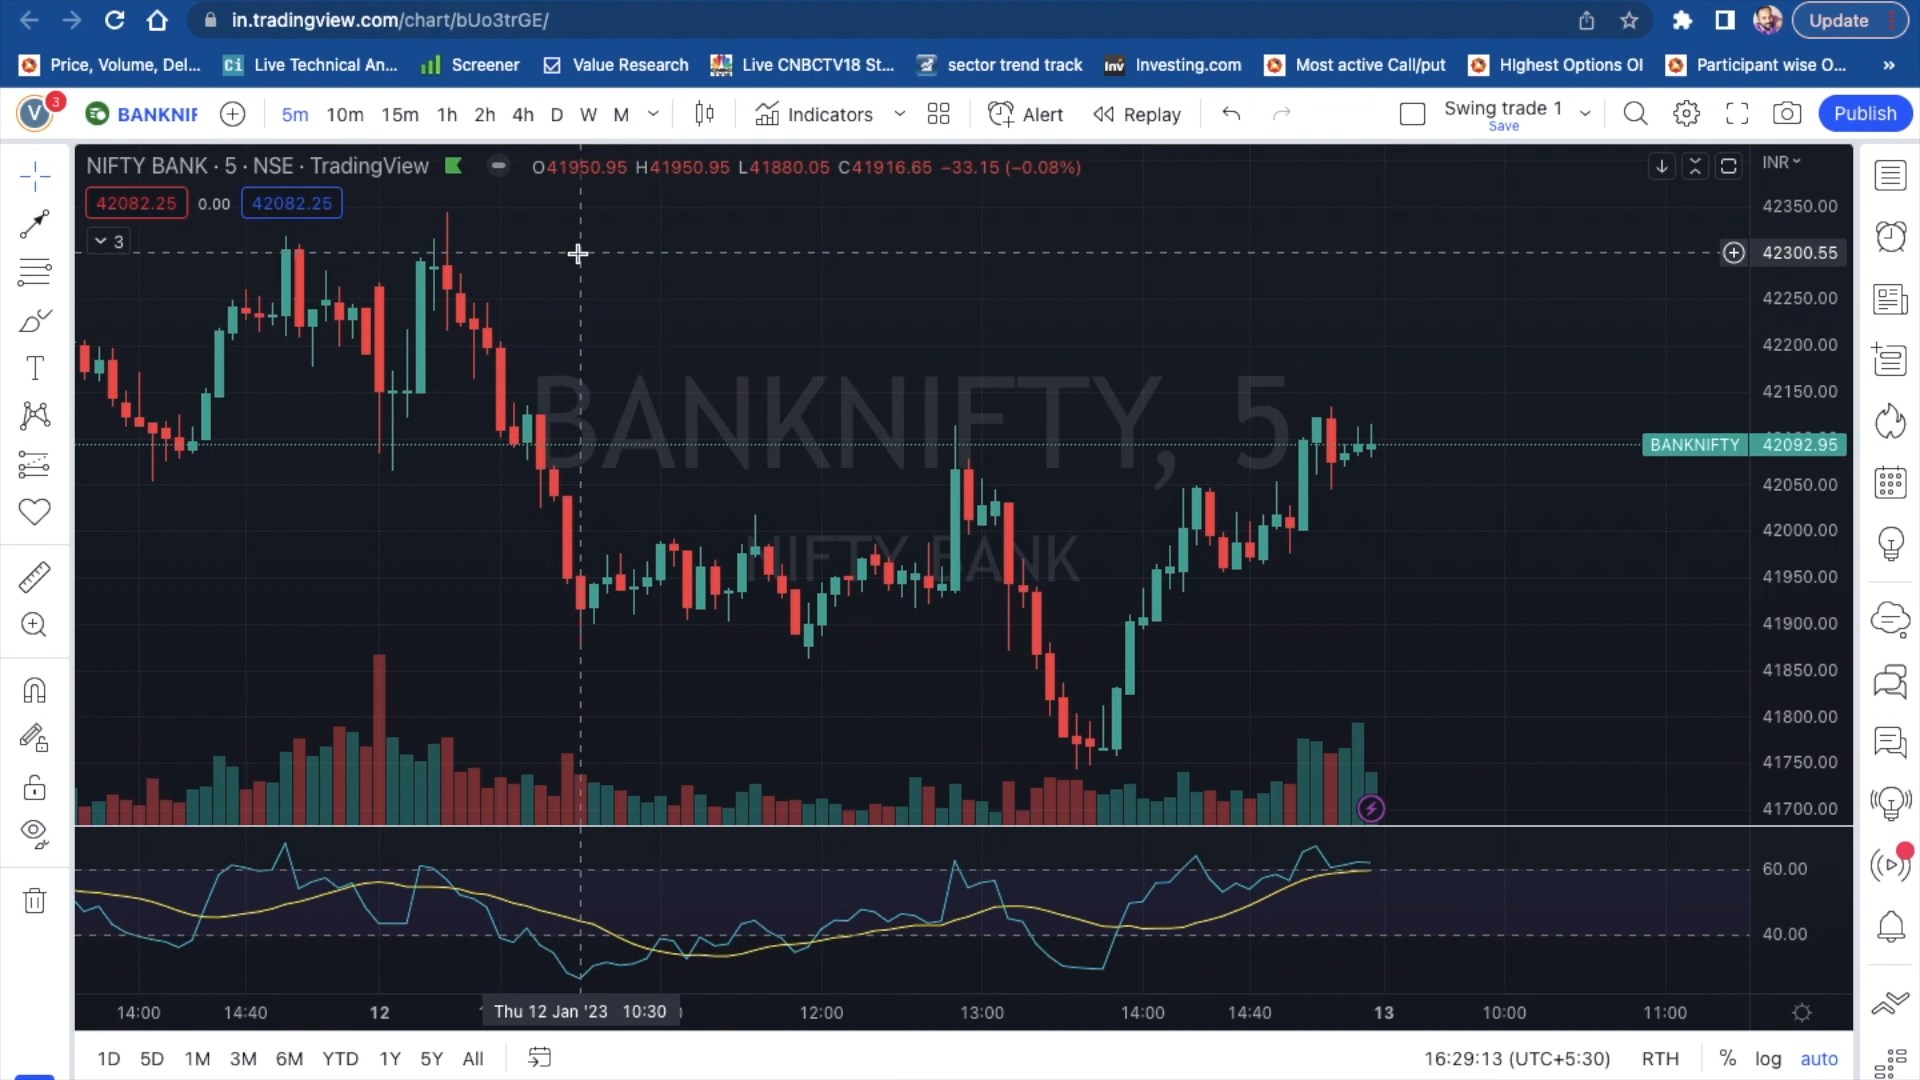 in.tradingview.com/chart/bUo3trGE/
Update
Price, Volume, Del...
Ci Live Technical An...
Screener
Value Research
Live CNBCTV18 St...
sector trend track
Inv Investing.com
Most active Call/put
HIghest Options OI
Participant wise O...
»
V 3 BANKNIF 5m 10m 15m 1h 2h 4h D W M Indicators Alert Replay Swing trade 1 Publish
Save
NIFTY BANK · 5 · NSE · TradingView O41950.95 H41950.95 L41880.05 C41916.65 −33.15 (−0.08%) INR
42082.25 0.00 42082.25
3
42350.00
42300.55
42250.00
42200.00
42150.00
BANKNIFTY, 5
BANKNIFTY 42092.95
42050.00
42000.00
NIFTY BANK
41950.00
41900.00
41850.00
41800.00
41750.00
41700.00
60.00
40.00
14:00 14:40 12 Thu 12 Jan '23 10:30 12:00 13:00 14:00 14:40 13 10:00 11:00
1D 5D 1M 3M 6M YTD 1Y 5Y All 16:29:13 (UTC+5:30) RTH % log auto